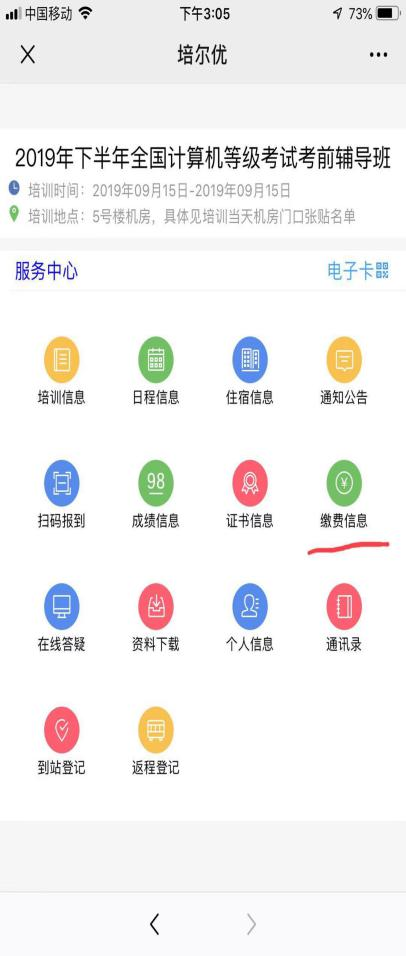 中国移动 下午3:05 73%
培尔优
2019年下半年全国计算机等级考试考前辅导班
培训时间：2019年09月15日-2019年09月15日
培训地点：5号楼机房，具体见培训当天机房门口张贴名单
服务中心 电子卡
培训信息 日程信息 住宿信息 通知公告
98
扫码报到 成绩信息 证书信息 缴费信息
在线答疑 资料下载 个人信息 通讯录
到站登记 返程登记